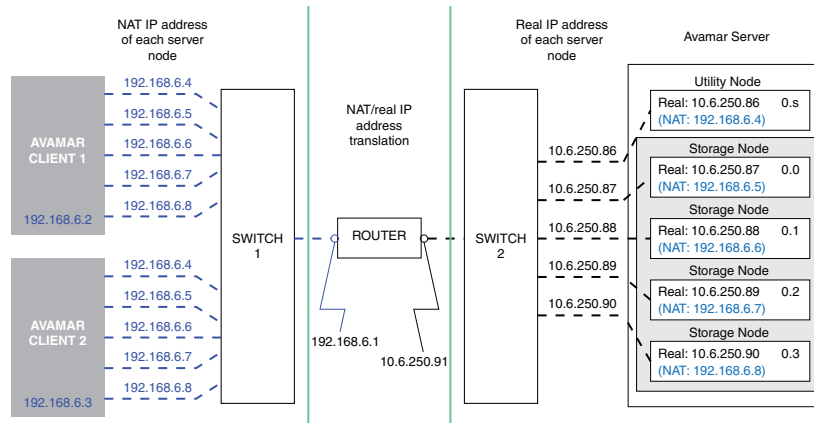 NAT IP address
of each server
node
192.168.6.4
192.168.6.5
192.168.6.6
192.168.6.7
192.168.6.8
AVAMAR
CLIENT 1
192.168.6.2
192.168.6.4
192.168.6.5
192.168.6.6
192.168.6.7
192.168.6.8
AVAMAR
CLIENT 2
192.168.6.3
SWITCH
1
NAT/real IP
address
translation
ROUTER
192.168.6.1
10.6.250.91
Real IP address
of each server
node
SWITCH
2
10.6.250.86
10.6.250.87
10.6.250.88
10.6.250.89
10.6.250.90
Avamar Server
Utility Node
Real: 10.6.250.86 0.s
(NAT: 192.168.6.4)
Storage Node
Real: 10.6.250.87 0.0
(NAT: 192.168.6.5)
Storage Node
Real: 10.6.250.88 0.1
(NAT: 192.168.6.6)
Storage Node
Real: 10.6.250.89 0.2
(NAT: 192.168.6.7)
Storage Node
Real: 10.6.250.90 0.3
(NAT: 192.168.6.8)